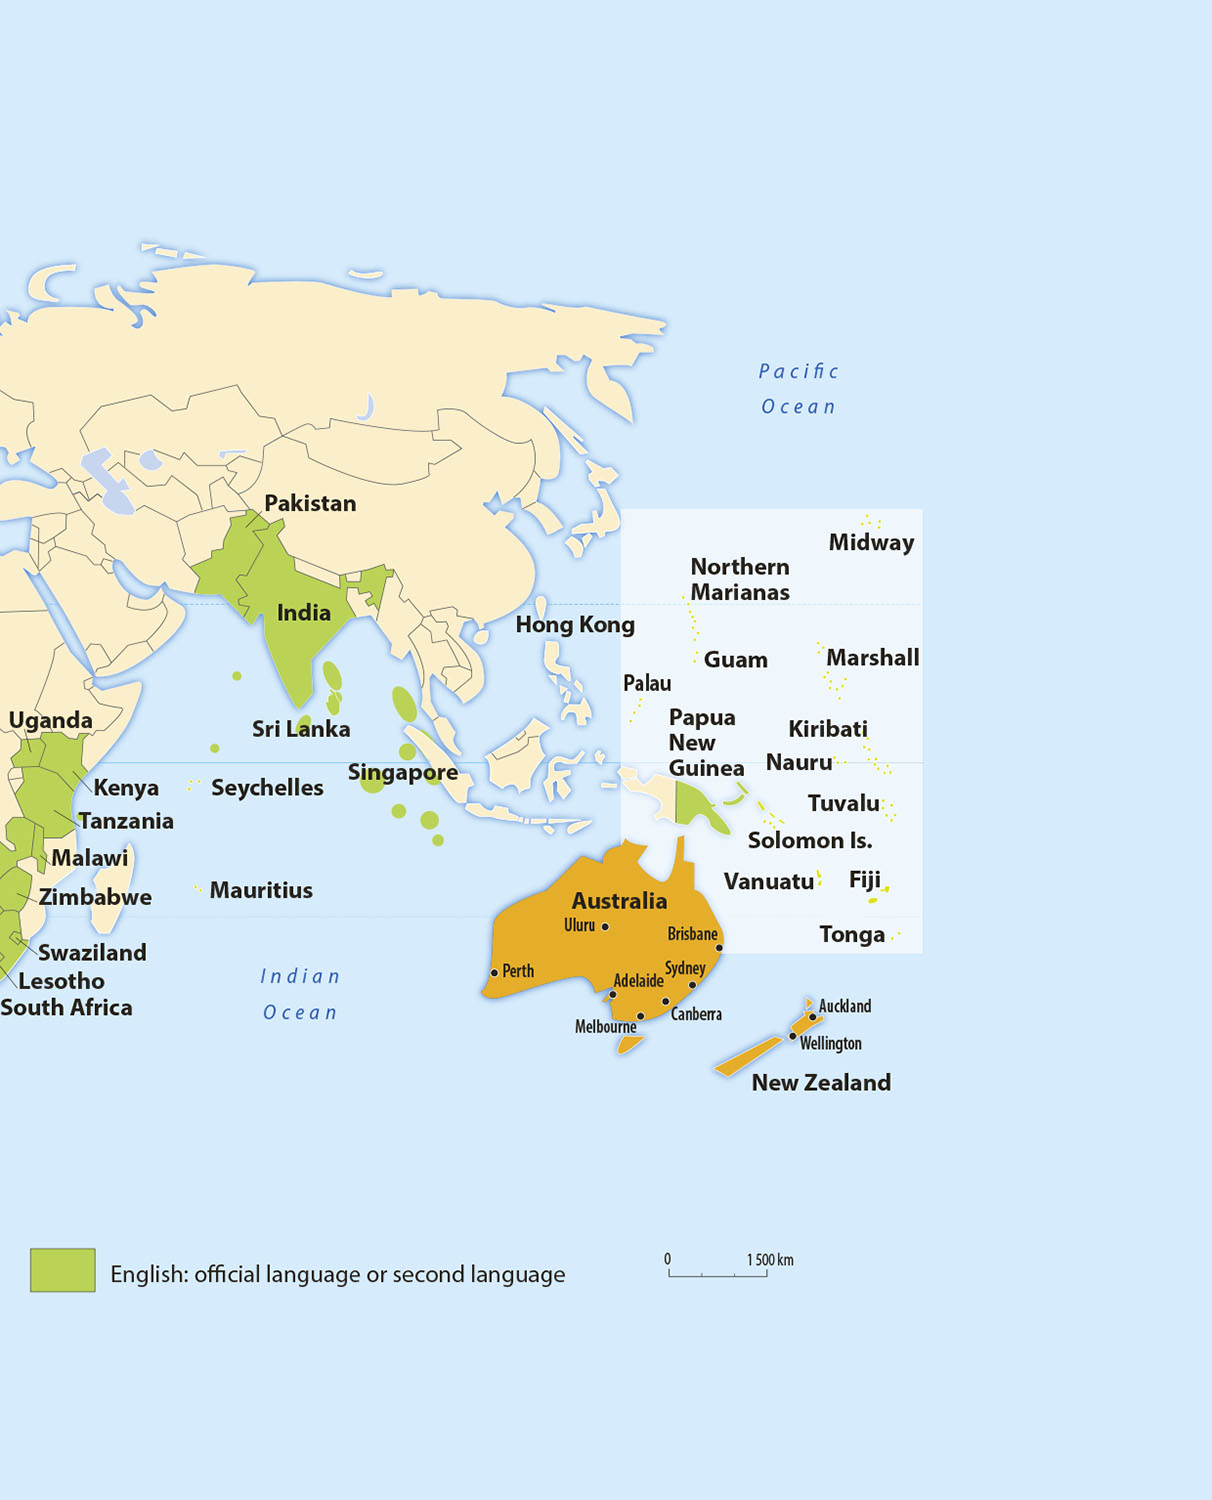 Pacific
Ocean
Pakistan
Midway
Northern
Marianas
India
Hong Kong
Guam
Marshall
Palau
Uganda
Sri Lanka
Papua
New
Guinea
Kiribati
Nauru
Singapore
Kenya
Seychelles
Tuvalu
Tanzania
Solomon Is.
Malawi
Mauritius
Vanuatu
Fiji
Zimbabwe
Australia
Uluru
Brisbane
Tonga
Swaziland
Perth
Adelaide
Sydney
Lesotho
Indian
Ocean
South Africa
Canberra
Melbourne
Auckland
Wellington
New Zealand
English: official language or second language
0 1 500 km